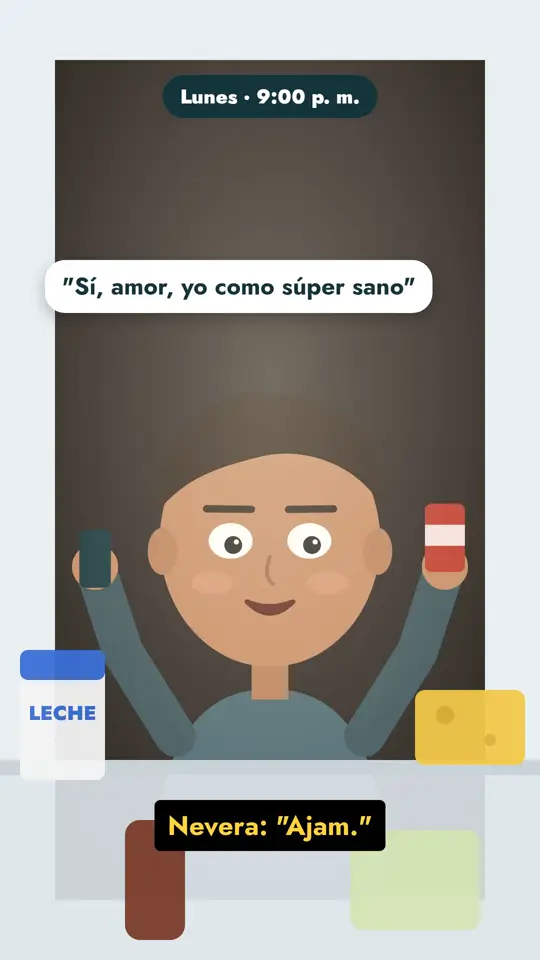 Lunes · 9:00 p. m.
"Sí, amor, yo como súper sano"
LECHE
Nevera: "Ajam."